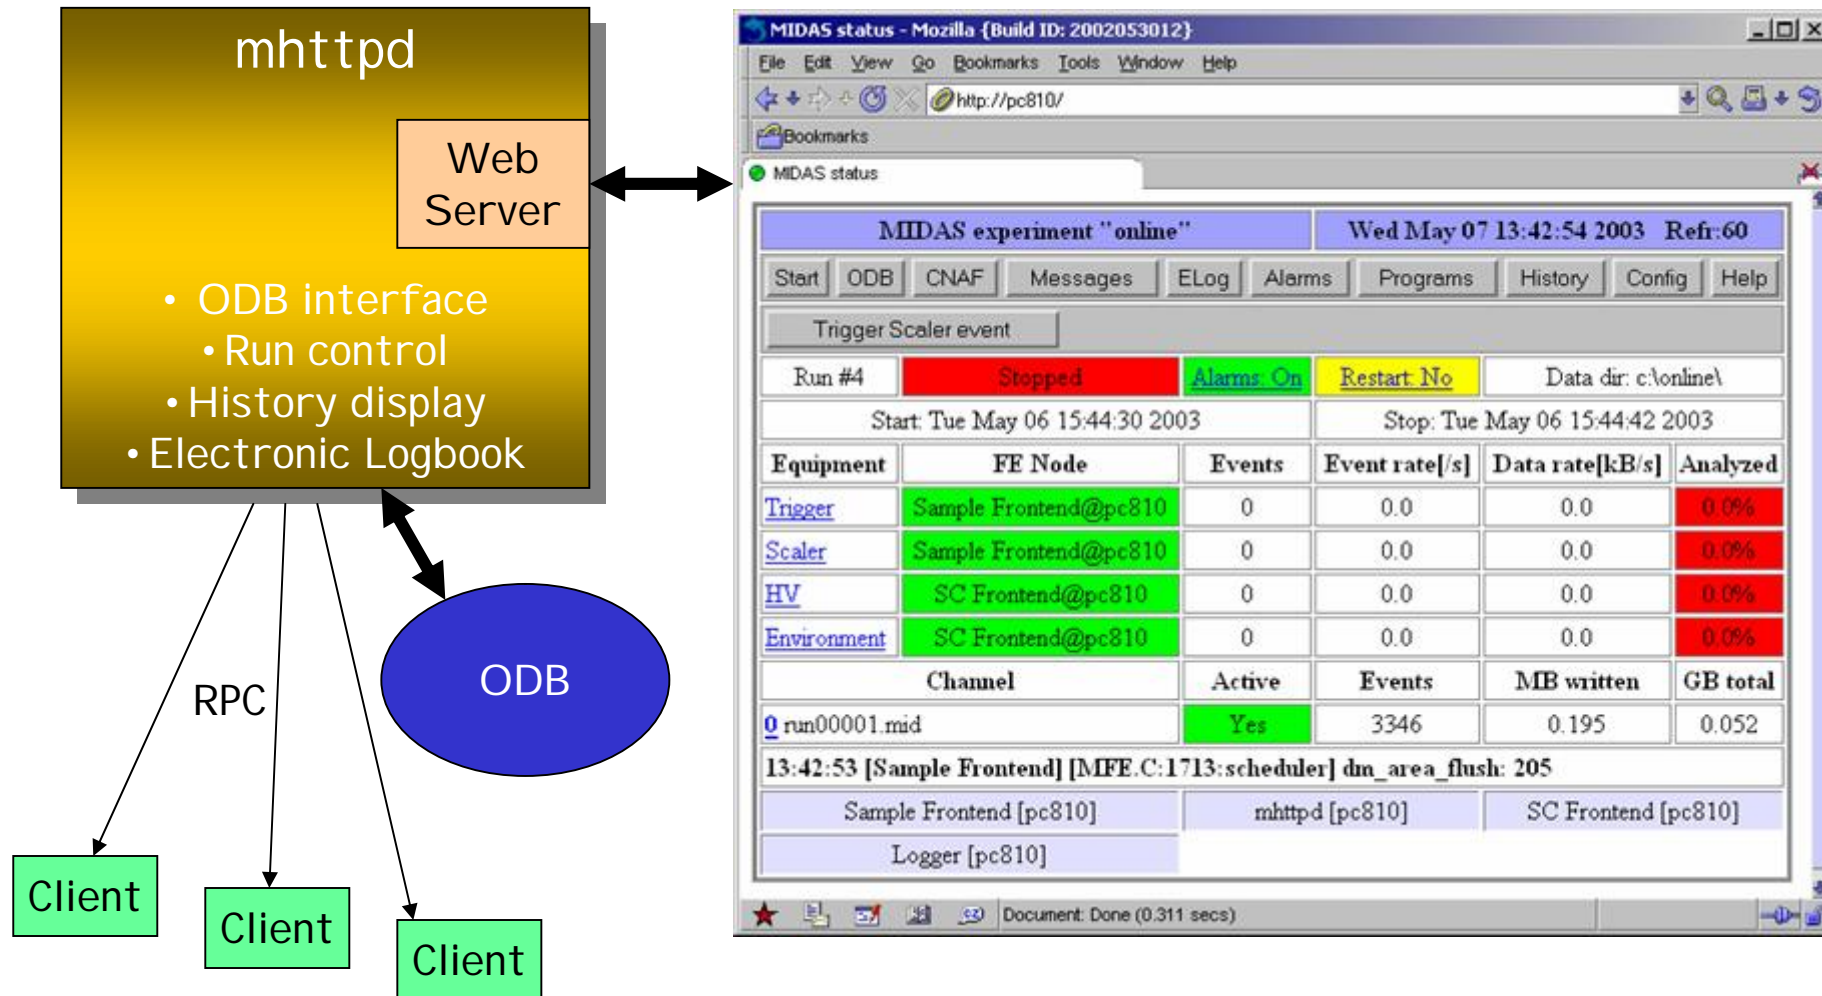 mhttpd
Web
Server
• ODB interface
• Run control
• History display
• Electronic Logbook
RPC
ODB
Client
Client
Client
MIDAS status - Mozilla {Build ID: 2002053012}
File Edit View Go Bookmarks Tools Window Help
http://pc810/
Bookmarks
MIDAS status
MIDAS experiment "online" Wed May 07 13:42:54 2003 Refr:60
Start ODB CNAF Messages ELog Alarms Programs History Config Help
Trigger Scaler event
Run #4 Stopped Alarms: On Restart: No Data dir: c:\online\
Start: Tue May 06 15:44:30 2003 Stop: Tue May 06 15:44:42 2003
Equipment FE Node Events Event rate[/s] Data rate[kB/s] Analyzed
Trigger Sample Frontend@pc810 0 0.0 0.0 0.0%
Scaler Sample Frontend@pc810 0 0.0 0.0 0.0%
HV SC Frontend@pc810 0 0.0 0.0 0.0%
Environment SC Frontend@pc810 0 0.0 0.0 0.0%
Channel Active Events MB written GB total
0 run00001.mid Yes 3346 0.195 0.052
13:42:53 [Sample Frontend] [MFE.C:1713:scheduler] dm_area_flush: 205
Sample Frontend [pc810] mhttpd [pc810] SC Frontend [pc810]
Logger [pc810]
Document: Done (0.311 secs)